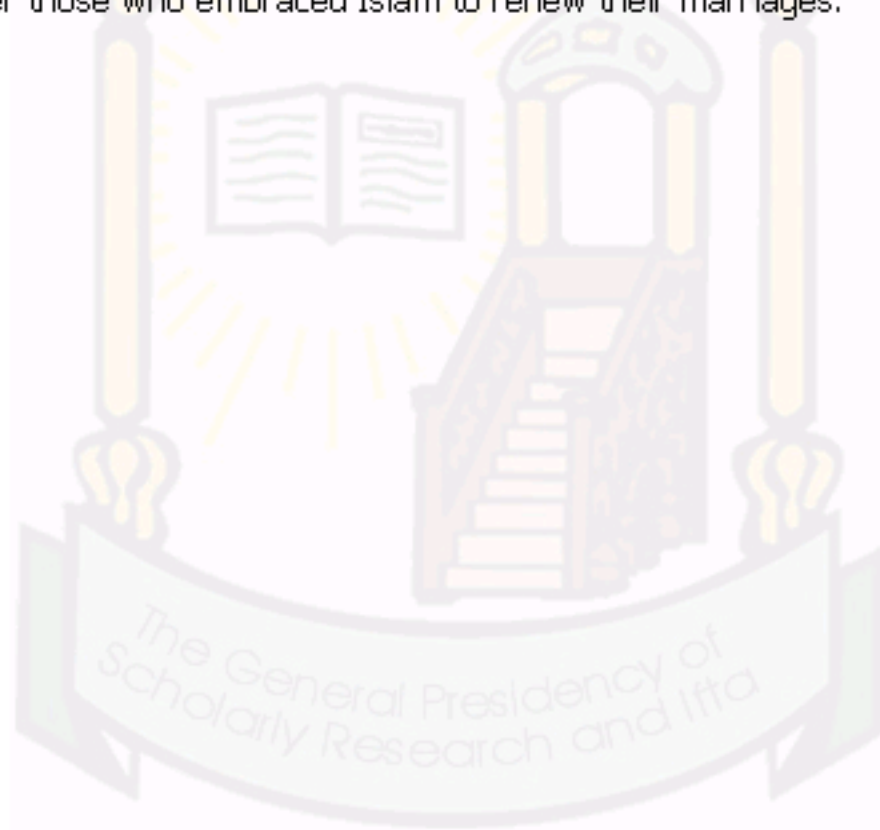 those who embraced Islam to renew their marriages.
The General Presidency of
Scholarly Research and Ifta